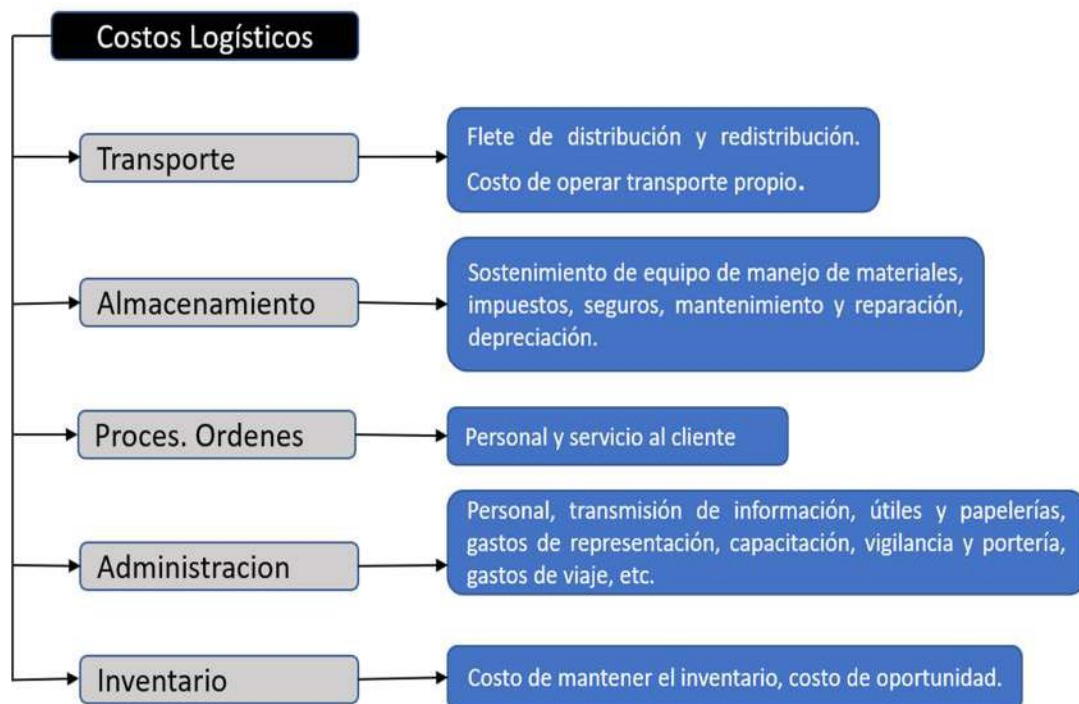 Costos Logísticos
Transporte
Flete de distribución y redistribución.
Costo de operar transporte propio.
Almacenamiento
Sostenimiento de equipo de manejo de materiales,
impuestos, seguros, mantenimiento y reparación,
depreciación.
Proces. Ordenes
Personal y servicio al cliente
Administracion
Personal, transmisión de información, útiles y papelerías,
gastos de representación, capacitación, vigilancia y portería,
gastos de viaje, etc.
Inventario
Costo de mantener el inventario, costo de oportunidad.